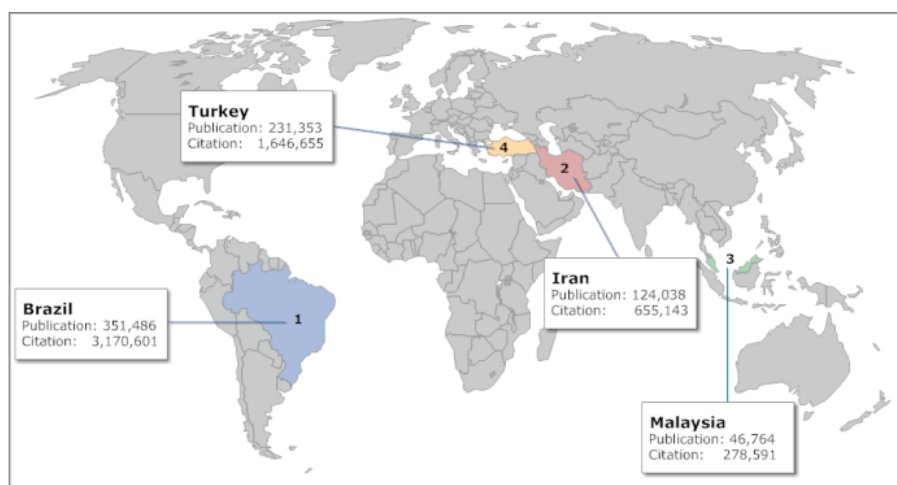 Turkey
Publication: 231,353
Citation: 1,646,655
4
2
3
Iran
Publication: 124,038
Citation: 655,143
Brazil
Publication: 351,486
Citation: 3,170,601
1
Malaysia
Publication: 46,764
Citation: 278,591